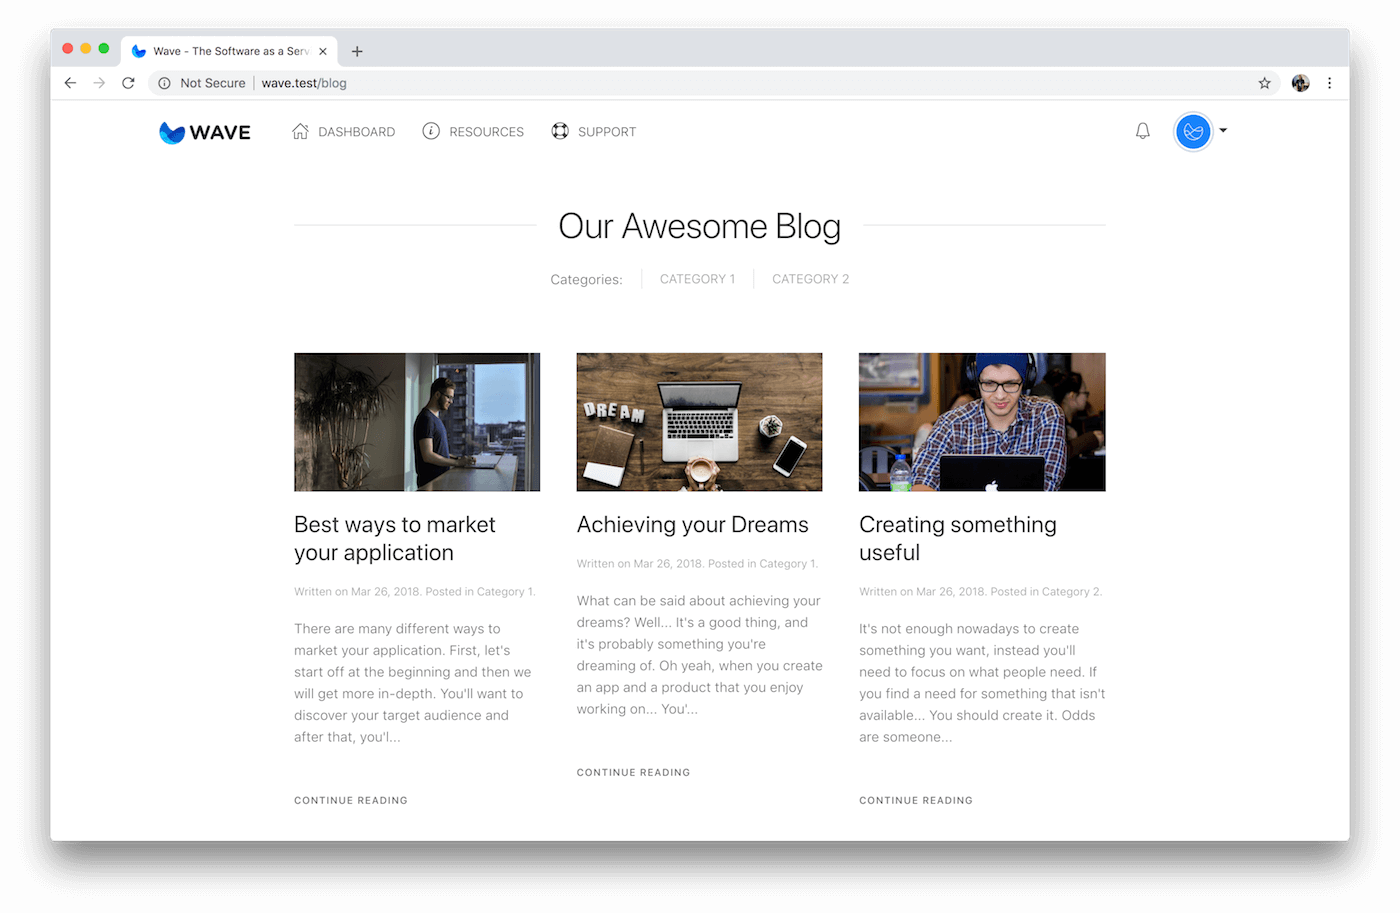 Wave - The Software as a Serv
Not Secure | wave.test/blog
WAVE
DASHBOARD
RESOURCES
SUPPORT
Our Awesome Blog
Categories:
CATEGORY 1
CATEGORY 2
DREAM
Best ways to market
your application
Written on Mar 26, 2018. Posted in Category 1.
There are many different ways to
market your application. First, let's
start off at the beginning and then we
will get more in-depth. You'll want to
discover your target audience and
after that, you'l...
CONTINUE READING
Achieving your Dreams
Written on Mar 26, 2018. Posted in Category 1.
What can be said about achieving your
dreams? Well... It's a good thing, and
it's probably something you're
dreaming of. Oh yeah, when you create
an app and a product that you enjoy
working on... You'...
CONTINUE READING
Creating something
useful
Written on Mar 26, 2018. Posted in Category 2.
It's not enough nowadays to create
something you want, instead you'll
need to focus on what people need. If
you find a need for something that isn't
available... You should create it. Odds
are someone...
CONTINUE READING